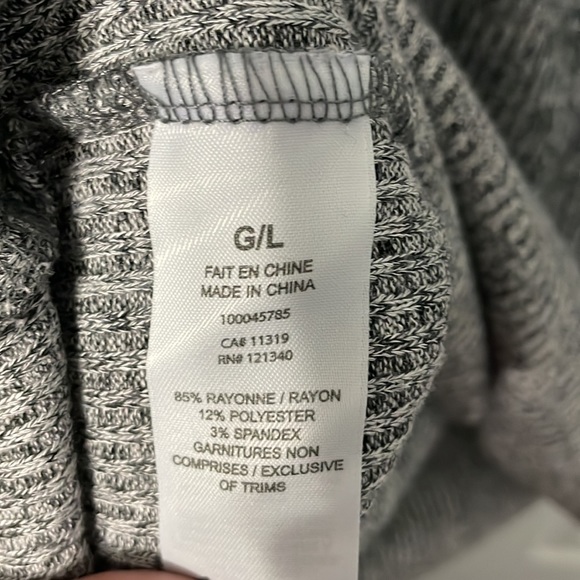 G/L
FAIT EN CHINE
MADE IN CHINA
100045785
CA# 11319
RN# 121340
85% RAYONNE / RAYON
12% POLYESTER
3% SPANDEX
GARNITURES NON
COMPRISES / EXCLUSIVE
OF TRIMS